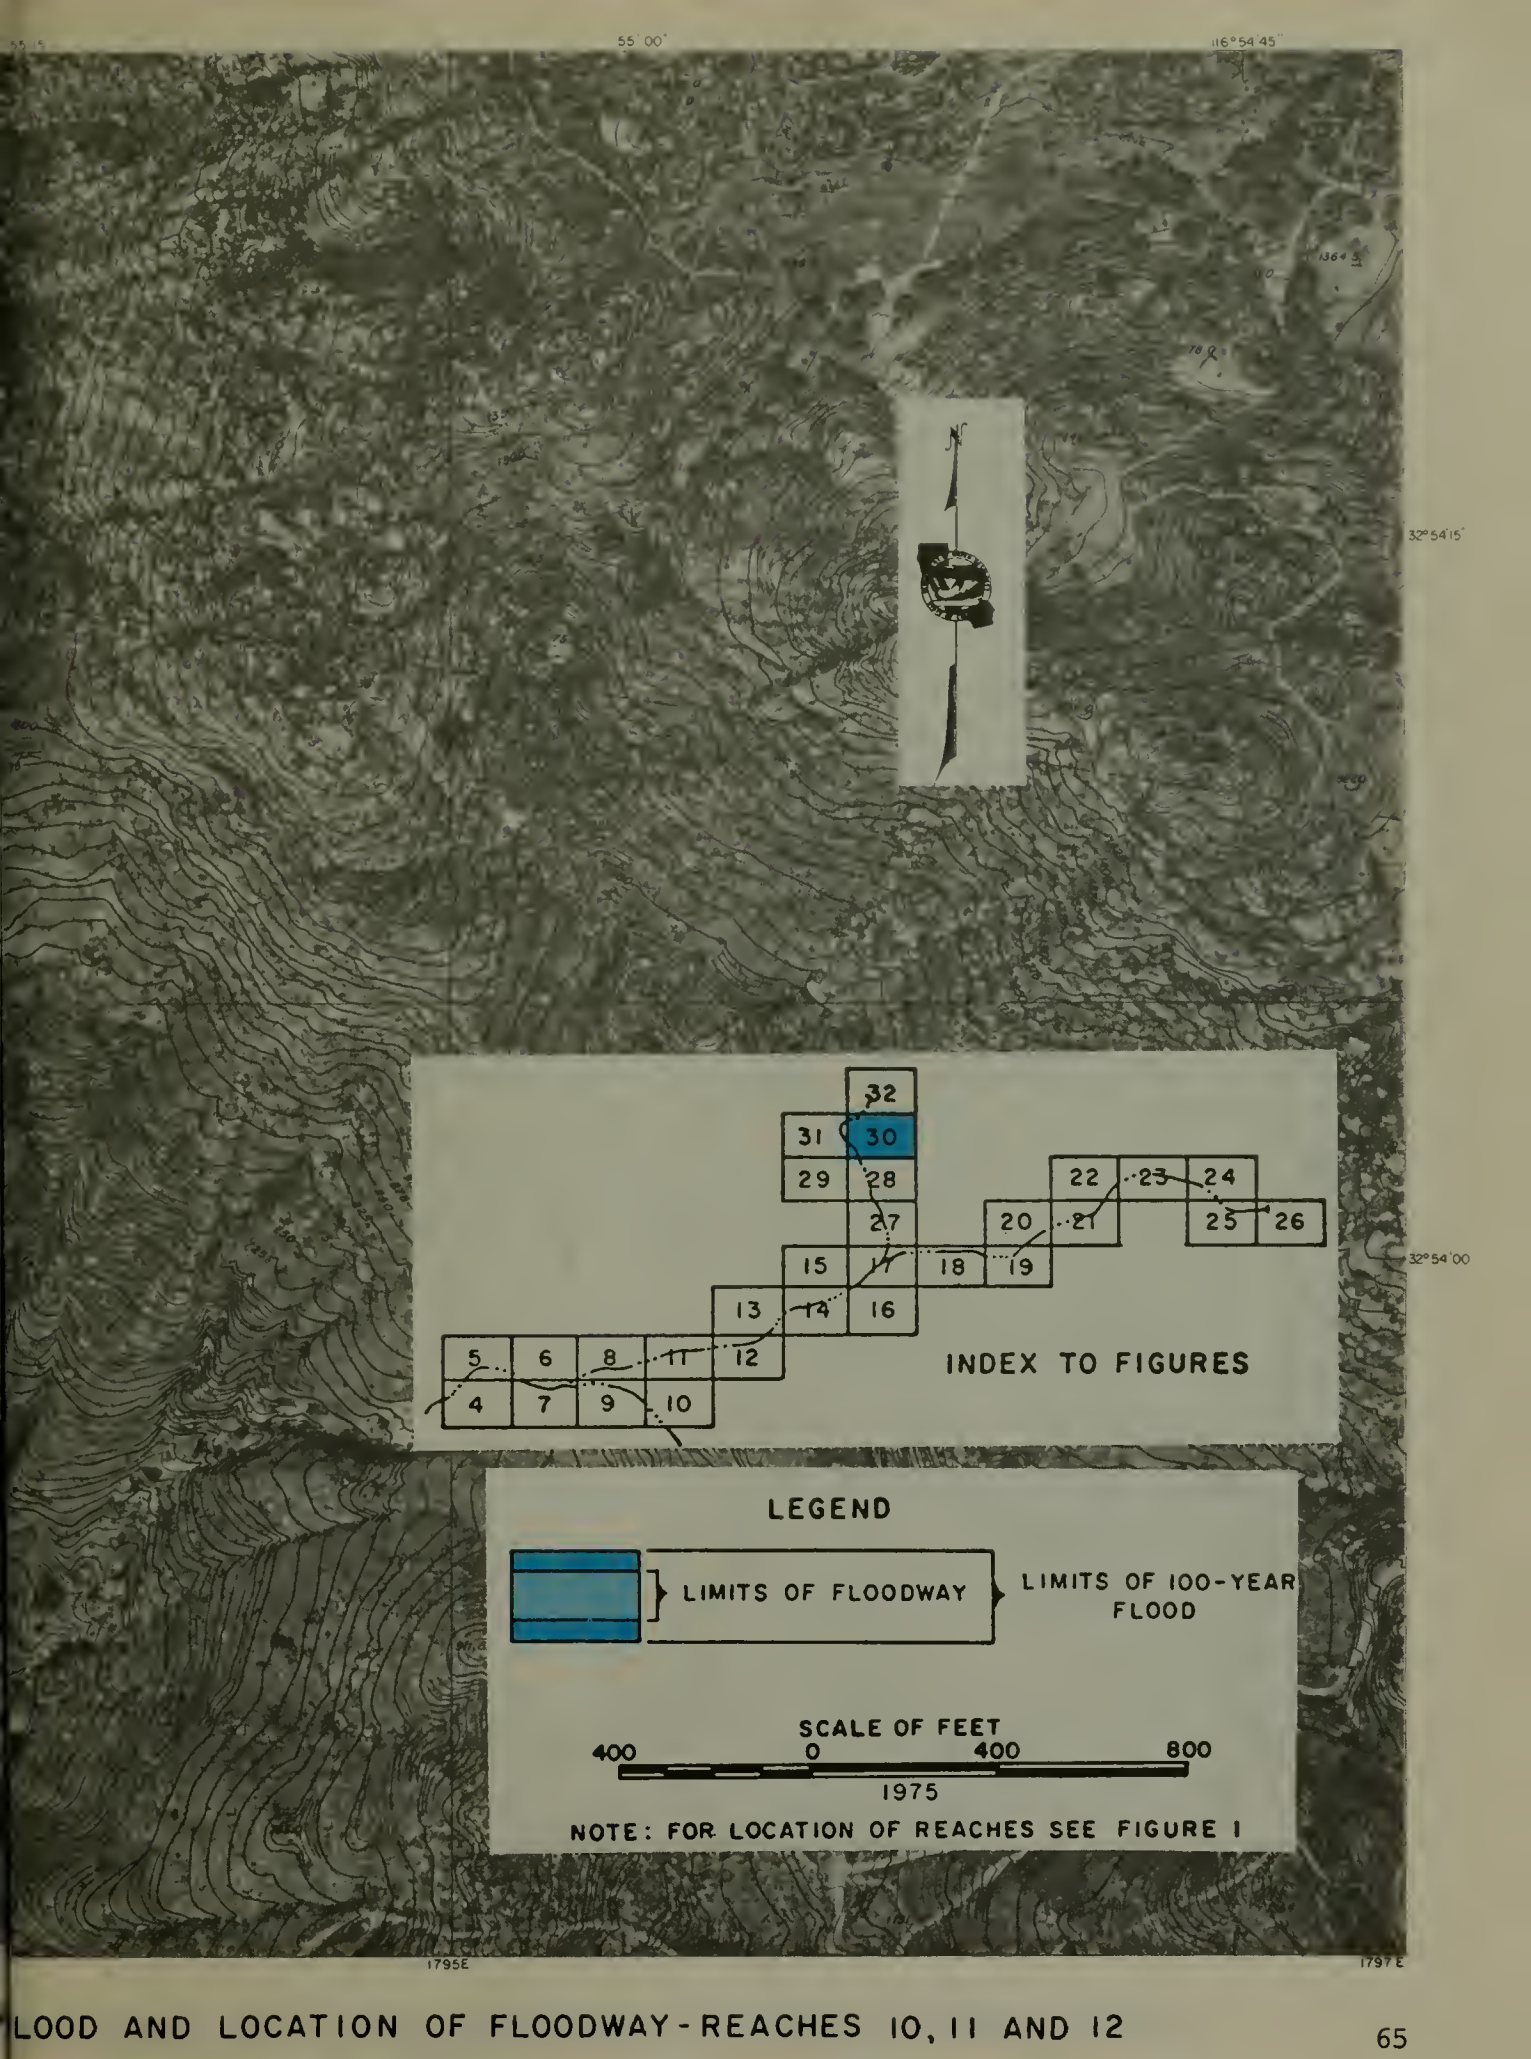 55 00"
116°54'45"
1364
32°54'15"
32
31 30
29 28 22 23 24
27 20 21 25 26
15 17 18 19
13 14 16
5 6 8 11 12
INDEX TO FIGURES
4 7 9 10
32°54'00
LEGEND
LIMITS OF FLOODWAY
LIMITS OF 100-YEAR
FLOOD
SCALE OF FEET
400 0 400 800
1975
NOTE: FOR LOCATION OF REACHES SEE FIGURE 1
1795E
1797E
LOOD AND LOCATION OF FLOODWAY-REACHES 10, 11 AND 12
65